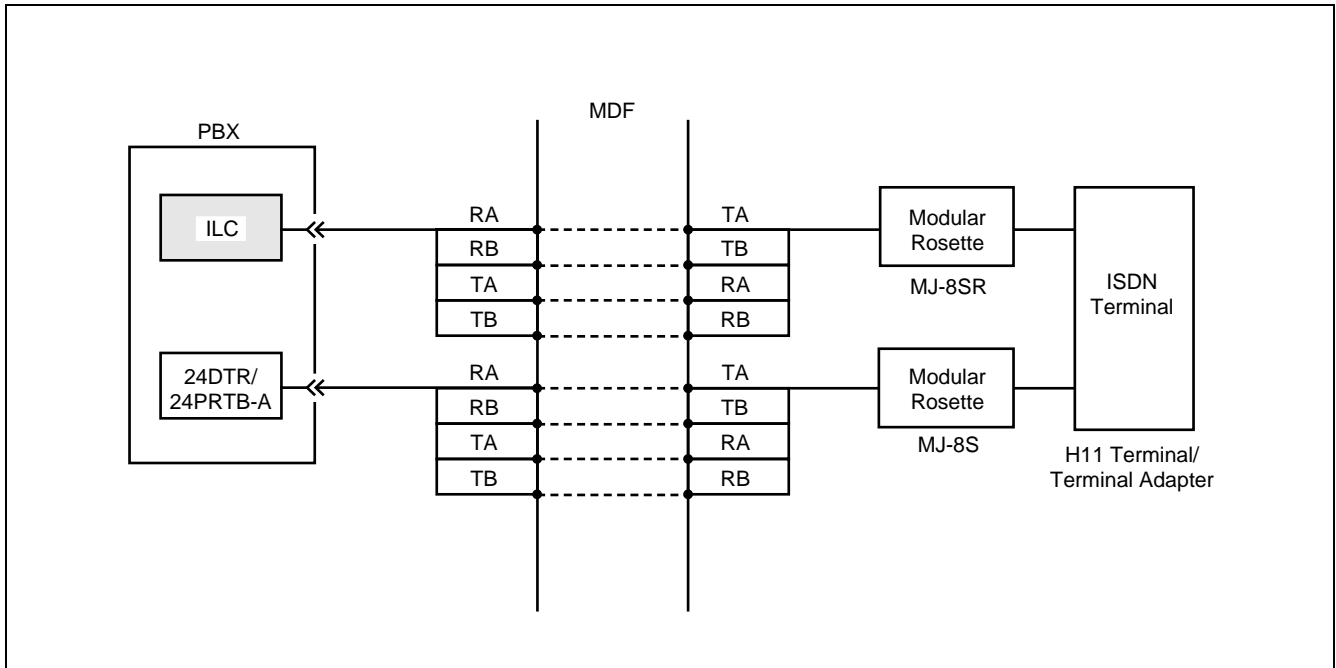 MDF
PBX
ILC
RA
RB
TA
TB
TA
TB
RA
RB
Modular
Rosette
MJ-8SR
ISDN
Terminal
24DTR/
24PRTB-A
RA
RB
TA
TB
TA
TB
RA
RB
Modular
Rosette
MJ-8S
H11 Terminal/
Terminal Adapter